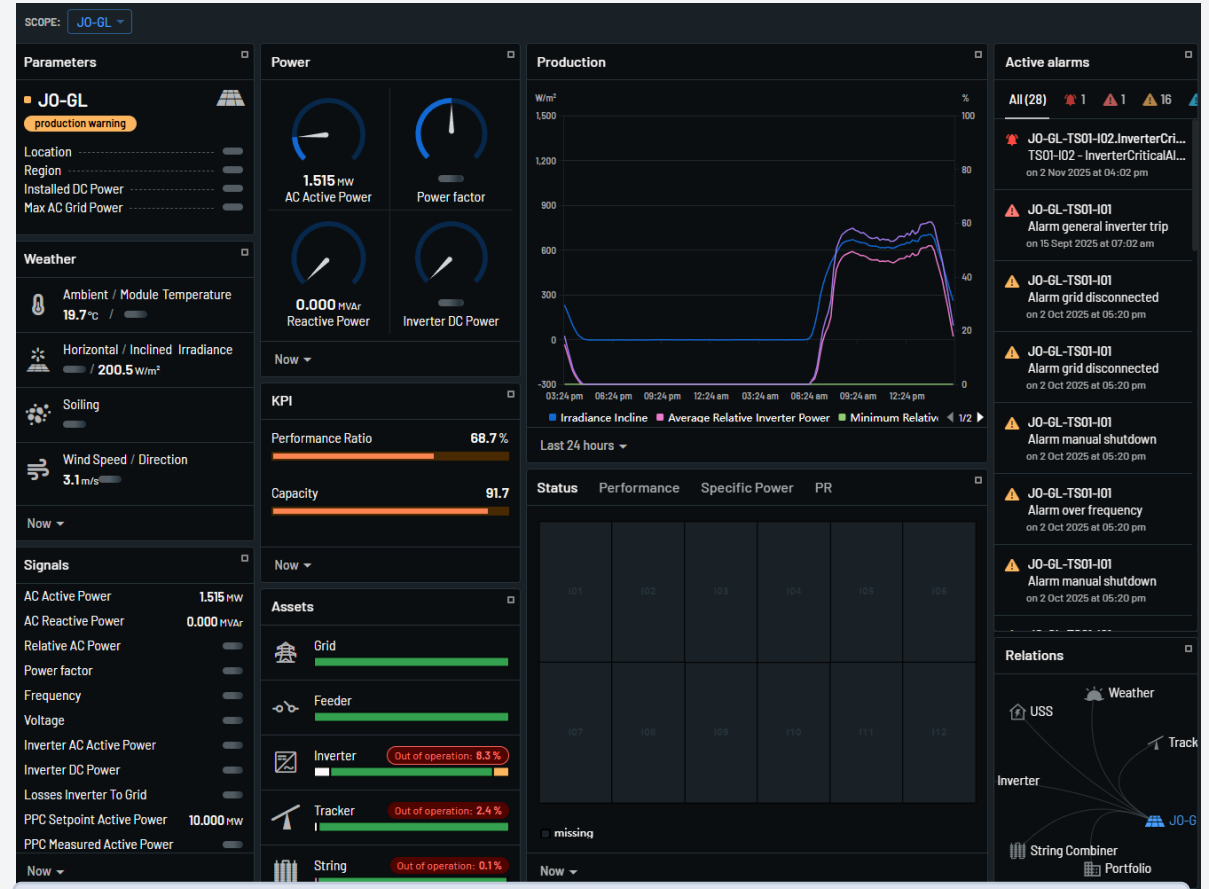 SCOPE: JO-GL
Parameters
JO-GL
production warning
Location
Region
Installed DC Power
Max AC Grid Power
Weather
Ambient / Module Temperature
19.7°C /
Horizontal / Inclined Irradiance
/ 200.5 W/m²
Soiling
Wind Speed / Direction
3.1 m/s
Now
Signals
AC Active Power 1.515 MW
AC Reactive Power 0.000 MVAr
Relative AC Power
Power factor
Frequency
Voltage
Inverter AC Active Power
Inverter DC Power
Losses Inverter To Grid
PPC Setpoint Active Power 10.000 MW
PPC Measured Active Power
Now
Power
1.515 MW
AC Active Power
Power factor
0.000 MVAr
Reactive Power
Inverter DC Power
Now
KPI
Performance Ratio 68.7%
Capacity 91.7
Now
Assets
Grid
Feeder
Inverter Out of operation: 8.3 %
Tracker Out of operation: 2.4 %
String Out of operation: 0.1 %
Production
W/m² %
1,500 100
1,200 80
900 60
600 40
300 20
0
-300 0
03:24 pm 06:24 pm 09:24 pm 12:24 am 03:24 am 06:24 am 09:24 am 12:24 pm
Irradiance Incline Average Relative Inverter Power Minimum Relativ 1/2
Last 24 hours
Status Performance Specific Power PR
I01 I02 I03 I04 I05 I06
I07 I08 I09 I10 I11 I12
missing
Now
Active alarms
All (28) 1 1 16
JO-GL-TS01-I02.InverterCri...
TS01-I02 - InverterCriticalAl...
on 2 Nov 2025 at 04:02 pm
JO-GL-TS01-I01
Alarm general inverter trip
on 15 Sept 2025 at 07:02 am
JO-GL-TS01-I01
Alarm grid disconnected
on 2 Oct 2025 at 05:20 pm
JO-GL-TS01-I01
Alarm grid disconnected
on 2 Oct 2025 at 05:20 pm
JO-GL-TS01-I01
Alarm manual shutdown
on 2 Oct 2025 at 05:20 pm
JO-GL-TS01-I01
Alarm over frequency
on 2 Oct 2025 at 05:20 pm
JO-GL-TS01-I01
Alarm manual shutdown
on 2 Oct 2025 at 05:20 pm
Relations
Weather
USS
Track
Inverter
JO-G
String Combiner
Portfolio